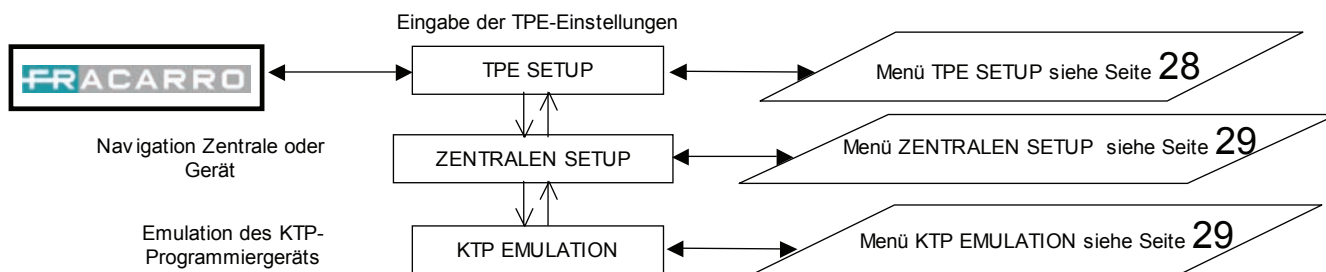 Eingabe der TPE-Einstellungen
FRACARRO
TPE SETUP
Menü TPE SETUP siehe Seite 28
Navigation Zentrale oder
Gerät
ZENTRALEN SETUP
Menü ZENTRALEN SETUP siehe Seite 29
Emulation des KTP-
Programmiergeräts
KTP EMULATION
Menü KTP EMULATION siehe Seite 29